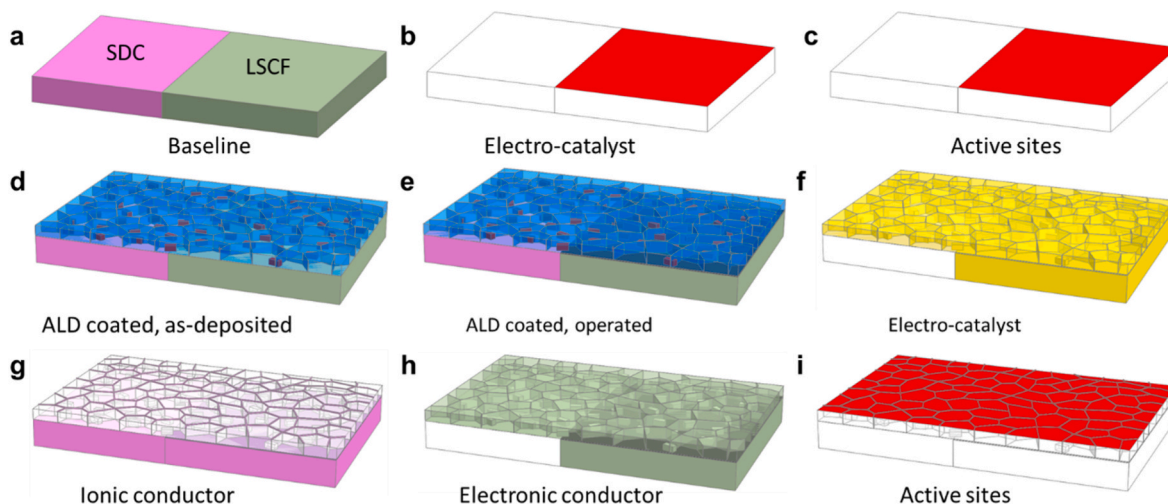 a
SDC
LSCF
Baseline
b
Electro-catalyst
c
Active sites
d
ALD coated, as-deposited
e
ALD coated, operated
f
Electro-catalyst
g
Ionic conductor
h
Electronic conductor
i
Active sites